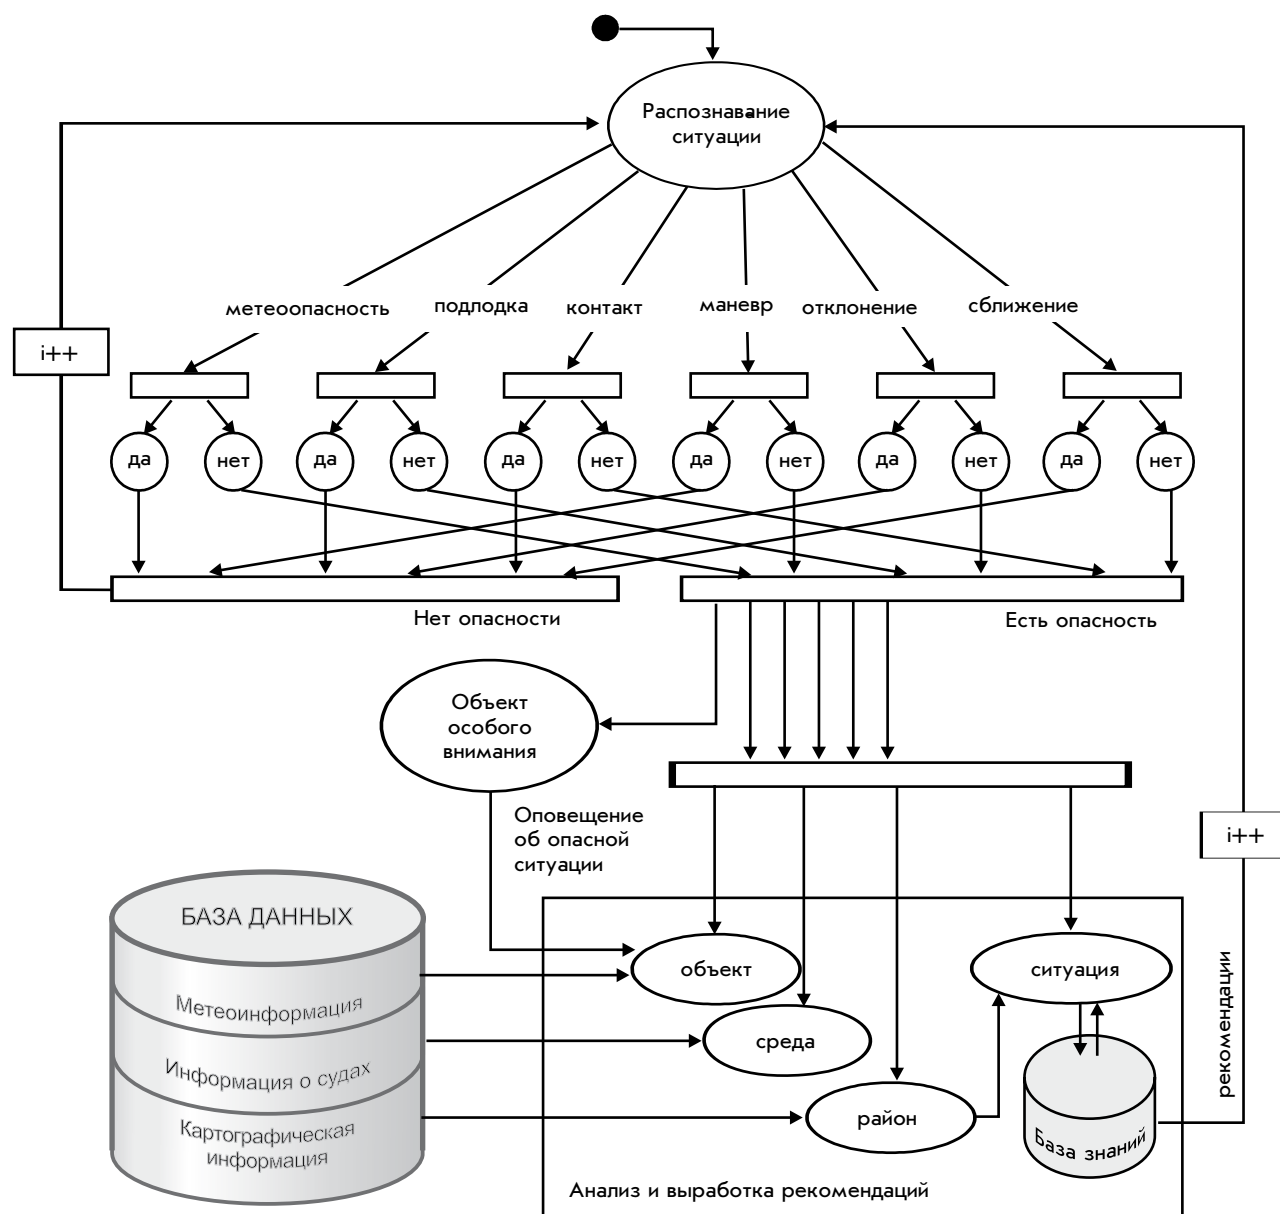 Распознавание
ситуации
метеоопасность
подлодка
контакт
маневр
отклонение
сближение
i++
да
нет
да
нет
да
нет
да
нет
да
нет
да
нет
Нет опасности
Есть опасность
Объект
особого
внимания
Оповещение
об опасной
ситуации
i++
БАЗА ДАННЫХ
Метеоинформация
Информация о судах
Картографическая
информация
объект
ситуация
среда
район
База знаний
рекомендации
Анализ и выработка рекомендаций